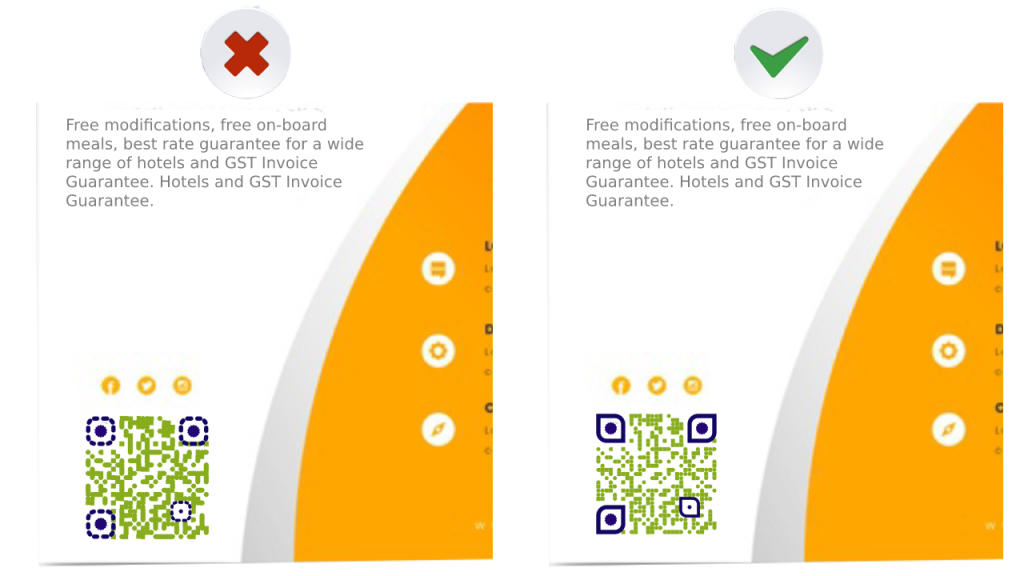 Free modifications, free on-board
meals, best rate guarantee for a wide
range of hotels and GST Invoice
Guarantee. Hotels and GST Invoice
Guarantee.
Free modifications, free on-board
meals, best rate guarantee for a wide
range of hotels and GST Invoice
Guarantee. Hotels and GST Invoice
Guarantee.